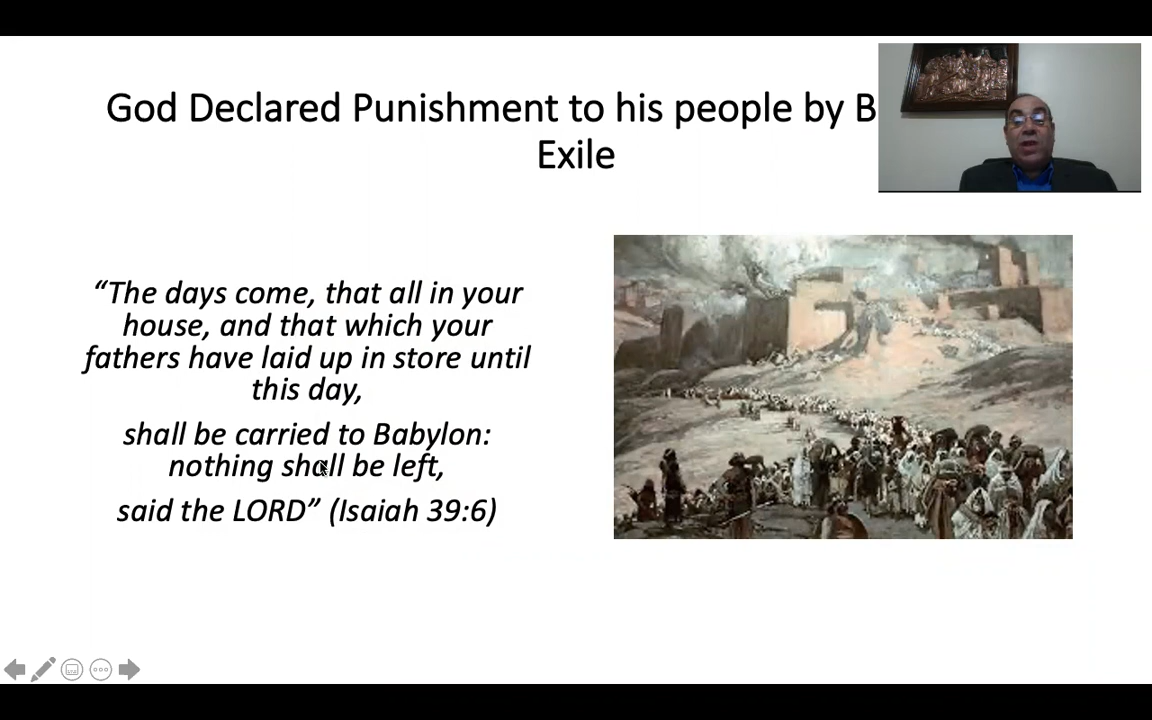 God Declared Punishment to his people by B
Exile
“The days come, that all in your
house, and that which your
fathers have laid up in store until
this day,
shall be carried to Babylon:
nothing shall be left,
said the LORD” (Isaiah 39:6)